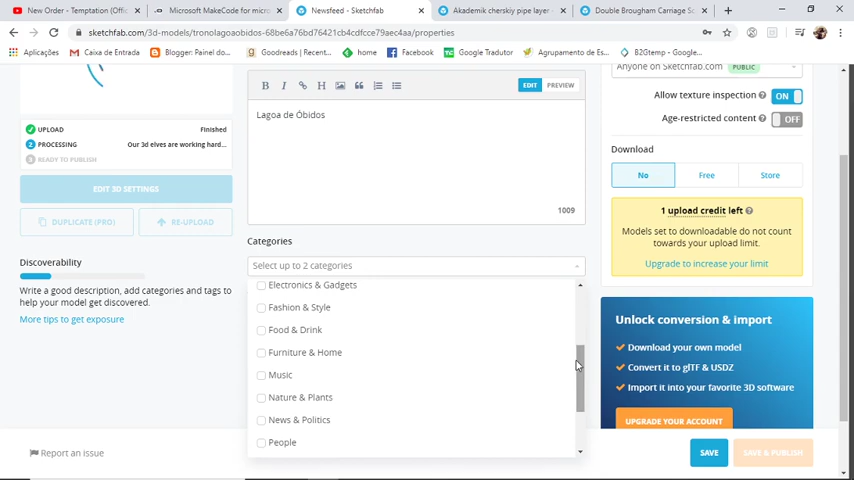 New Order - Temptation (Official
Microsoft MakeCode for micro:
Newsfeed - Sketchfab
Akademik cherskiy pipe layer
Double Brougham Carriage S
sketchfab.com/3d-models/tronolagoaobidos-68be6a76bd76421cb4cdfcce79aec4aa/properties
Aplicações
Caixa de Entrada
Blogger: Painel do...
Goodreads | Recent...
home
Facebook
Google Tradutor
Agrupamento de Es...
B2Gtemp - Google...
Anyone on Sketchfab.com PUBLIC
B I H EDIT PREVIEW
Allow texture inspection ON
Lagoa de Óbidos
Age-restricted content OFF
UPLOAD Finished
2 PROCESSING Our 3d elves are working hard...
3 READY TO PUBLISH
Download
No Free Store
EDIT 3D SETTINGS
1 upload credit left
1009
DUPLICATE (PRO) RE-UPLOAD
Models set to downloadable do not count
towards your upload limit.
Categories
Discoverability
Select up to 2 categories
Upgrade to increase your limit
Write a good description, add categories and tags to
help your model get discovered.
More tips to get exposure
Electronics & Gadgets
Fashion & Style
Food & Drink
Furniture & Home
Music
Nature & Plants
News & Politics
People
Unlock conversion & import
Download your own model
Convert it to glTF & USDZ
Import it into your favorite 3D software
UPGRADE YOUR ACCOUNT
Report an issue
SAVE SAVE & PUBLISH